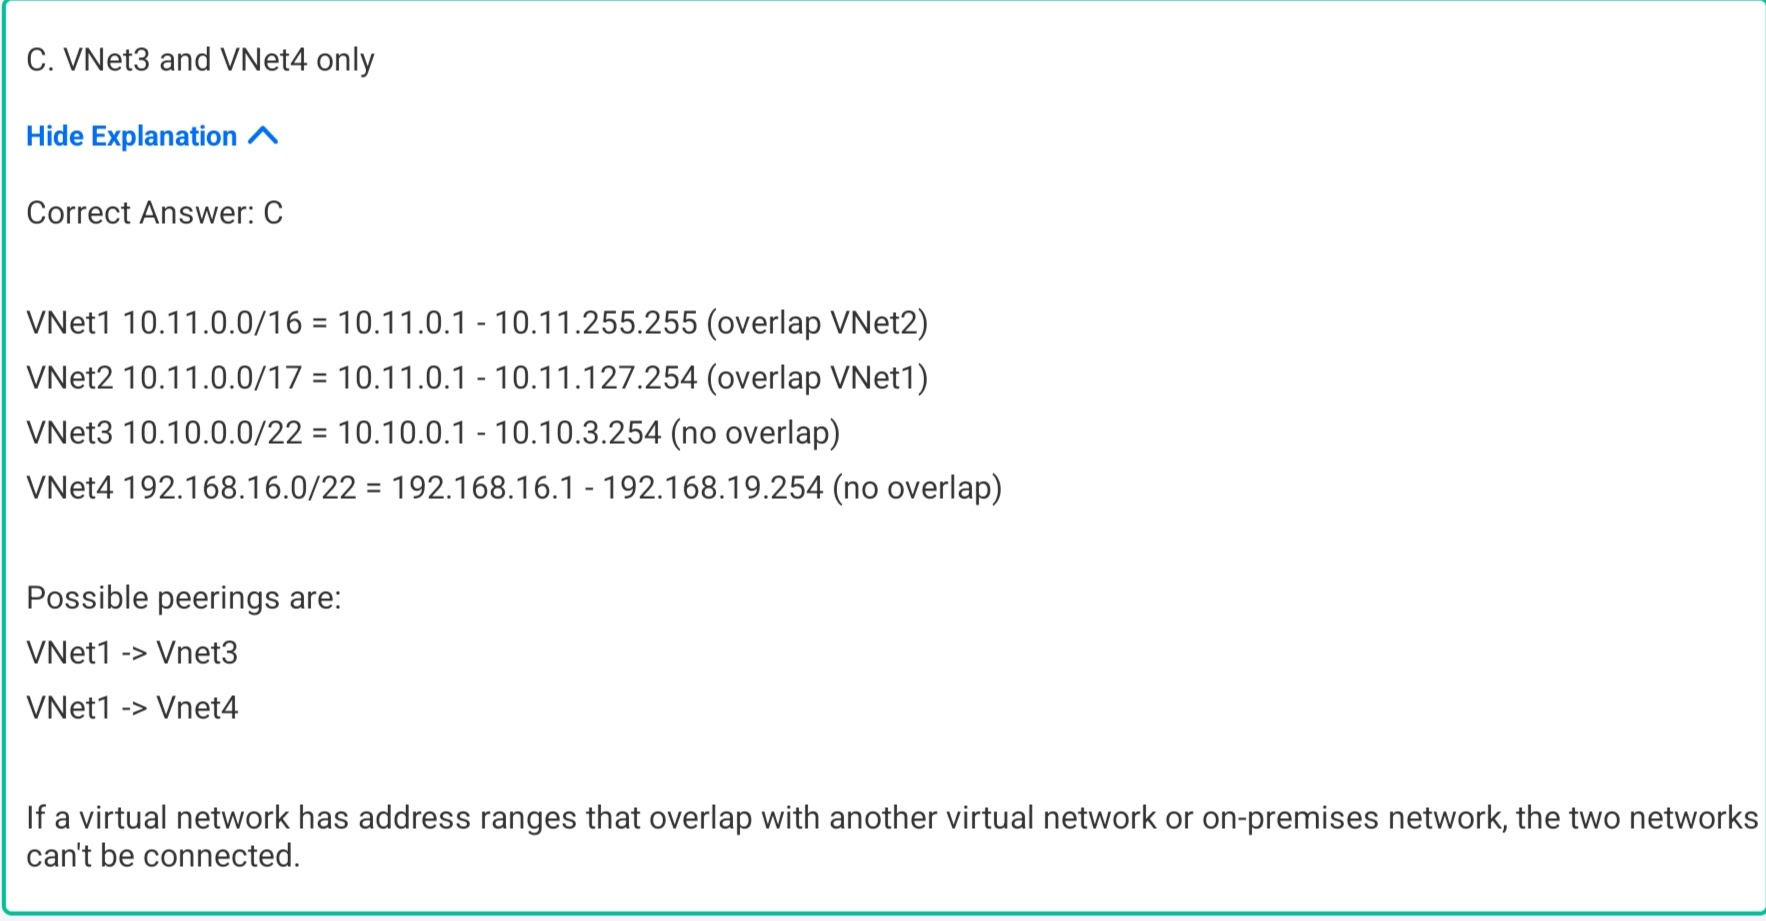 C. VNet3 and VNet4 only
Hide Explanation
Correct Answer: C
VNet1 10.11.0.0/16 = 10.11.0.1 - 10.11.255.255 (overlap VNet2)
VNet2 10.11.0.0/17 = 10.11.0.1 - 10.11.127.254 (overlap VNet1)
VNet3 10.10.0.0/22 = 10.10.0.1 - 10.10.3.254 (no overlap)
VNet4 192.168.16.0/22 = 192.168.16.1 - 192.168.19.254 (no overlap)
Possible peerings are:
VNet1 -> Vnet3
VNet1 -> Vnet4
If a virtual network has address ranges that overlap with another virtual network or on-premises network, the two networks
can't be connected.